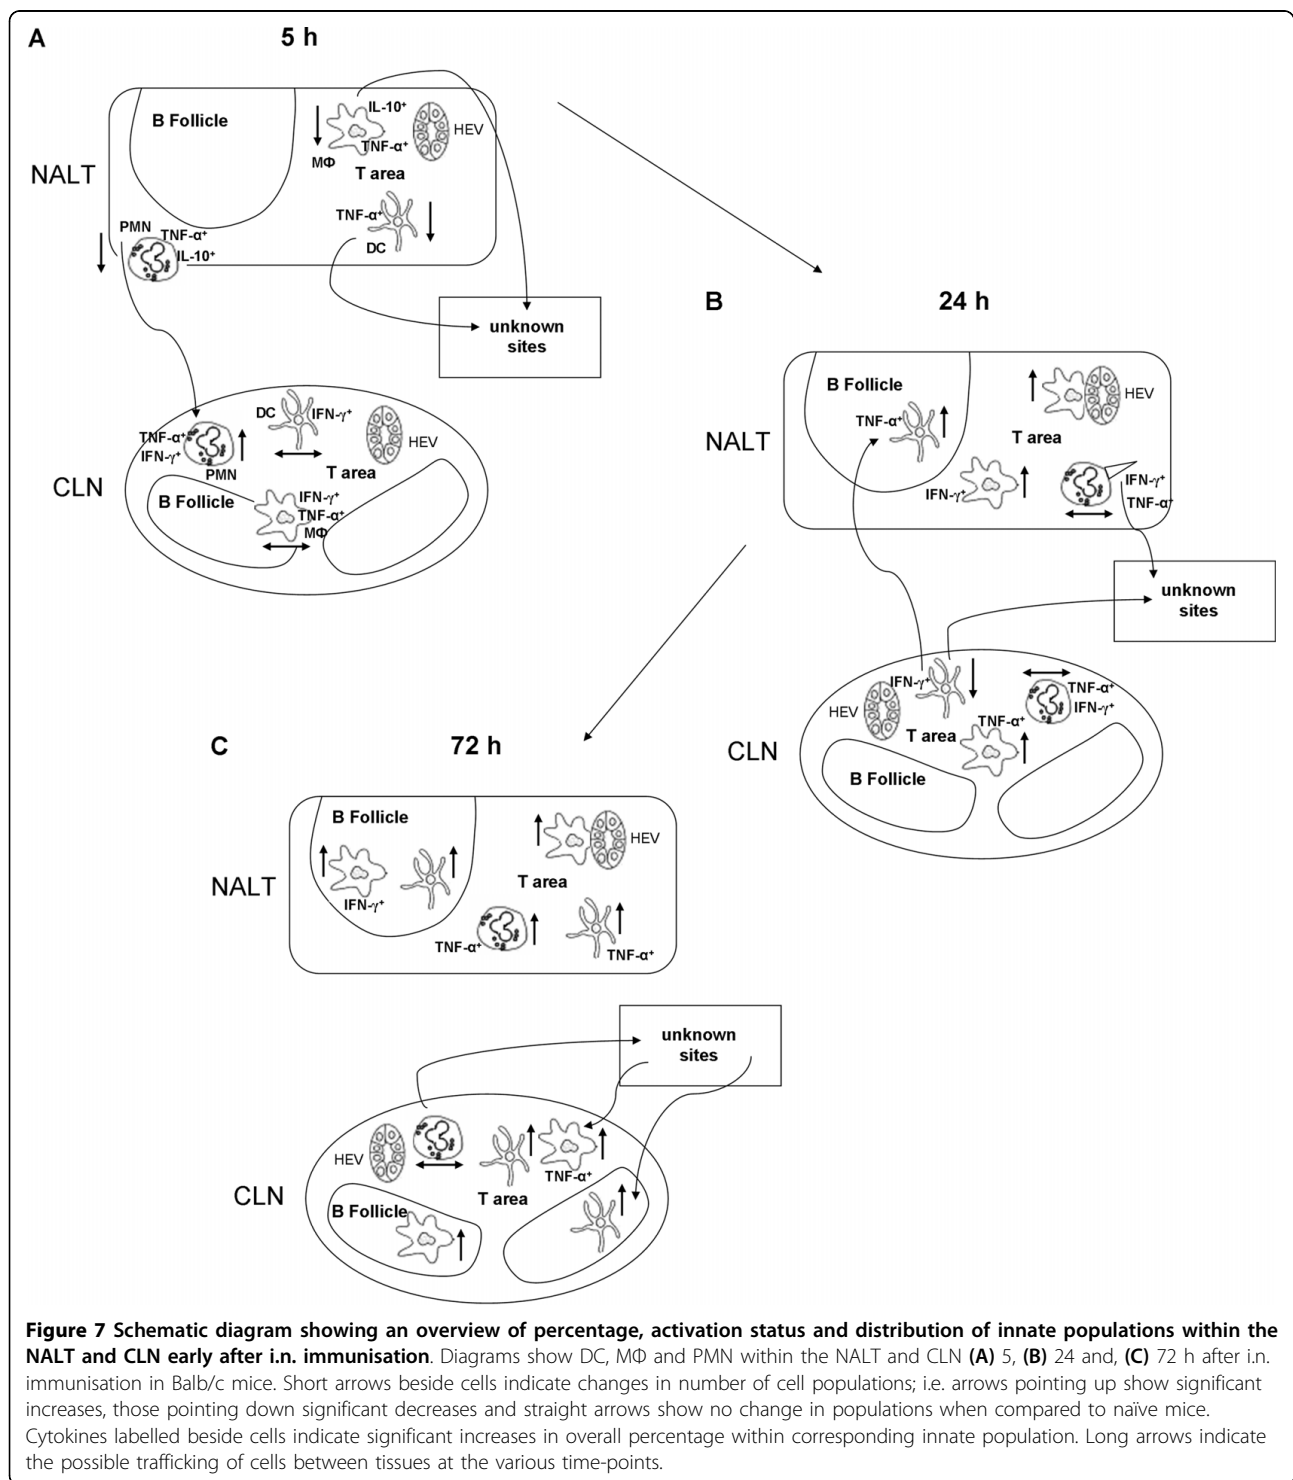 A
5 h
B Follicle
IL-10⁺
HEV
TNF-α⁺
MΦ
T area
NALT
PMN
TNF-α⁺
IL-10⁺
TNF-α⁺
DC
unknown
sites
DC
IFN-γ⁺
TNF-α⁺
IFN-γ⁺
HEV
PMN
T area
CLN
B Follicle
IFN-γ⁺
TNF-α⁺
MΦ
B
24 h
B Follicle
HEV
TNF-α⁺
T area
NALT
IFN-γ⁺
IFN-γ⁺
TNF-α⁺
unknown
sites
IFN-γ⁺
TNF-α⁺
IFN-γ⁺
HEV
TNF-α⁺
T area
CLN
B Follicle
C
72 h
B Follicle
HEV
T area
NALT
IFN-γ⁺
TNF-α⁺
TNF-α⁺
unknown
sites
HEV
TNF-α⁺
CLN
T area
B Follicle
Figure 7 Schematic diagram showing an overview of percentage, activation status and distribution of innate populations within the
NALT and CLN early after i.n. immunisation. Diagrams show DC, MΦ and PMN within the NALT and CLN (A) 5, (B) 24 and, (C) 72 h after i.n.
immunisation in Balb/c mice. Short arrows beside cells indicate changes in number of cell populations; i.e. arrows pointing up show significant
increases, those pointing down significant decreases and straight arrows show no change in populations when compared to naïve mice.
Cytokines labelled beside cells indicate significant increases in overall percentage within corresponding innate population. Long arrows indicate
the possible trafficking of cells between tissues at the various time-points.